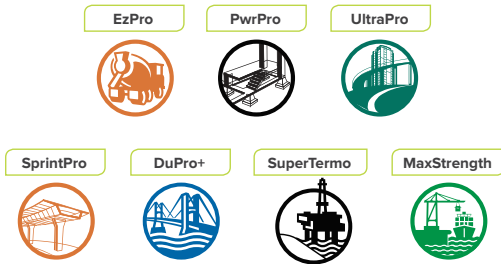 EzPro
PwrPro
UltraPro
SprintPro
DuPro+
SuperTermo
MaxStrength